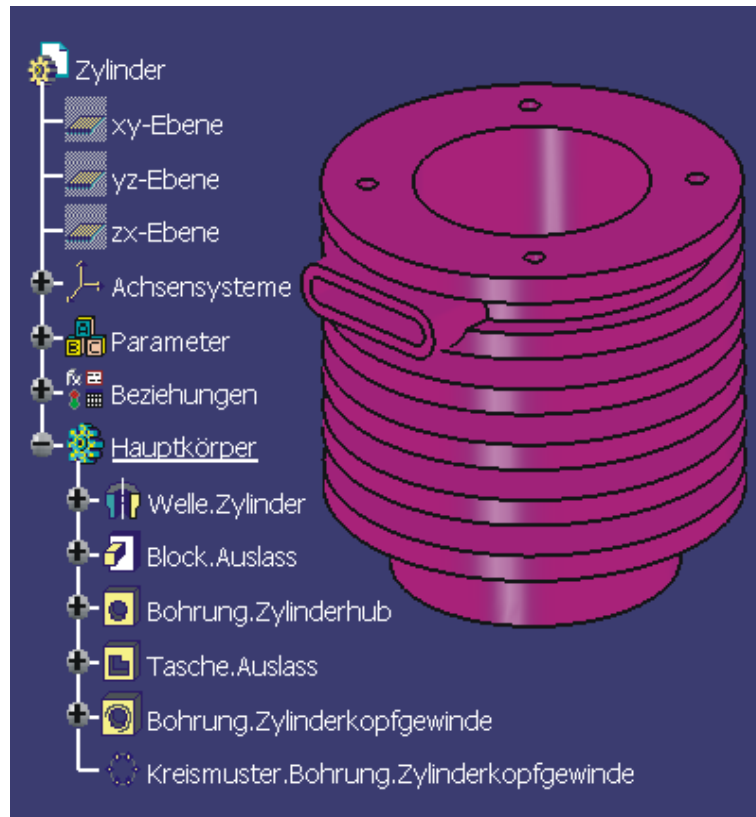 Zylinder
xy-Ebene
yz-Ebene
zx-Ebene
Achsensysteme
Parameter
Beziehungen
Hauptkörper
Welle.Zylinder
Block.Auslass
Bohrung.Zylinderhub
Tasche.Auslass
Bohrung.Zylinderkopfgewinde
Kreismuster.Bohrung.Zylinderkopfgewinde